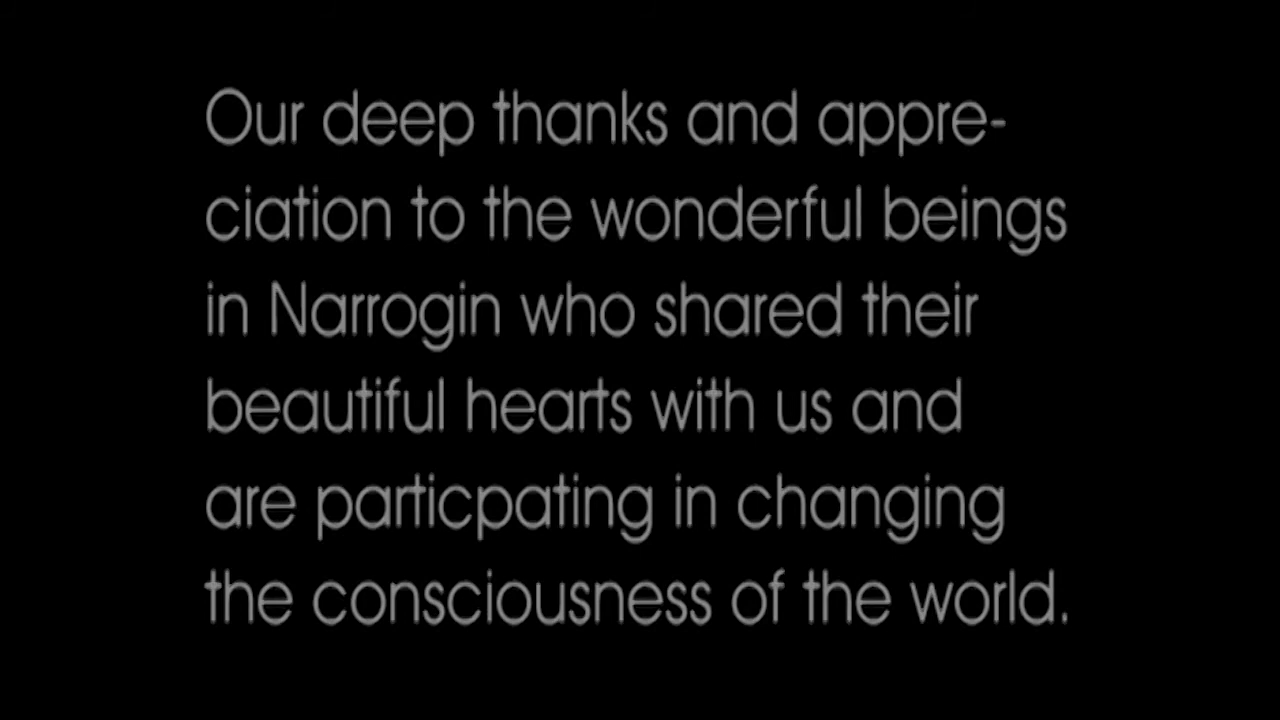 Our deep thanks and appre-
ciation to the wonderful beings
in Narrogin who shared their
beautiful hearts with us and
are particpating in changing
the consciousness of the world.